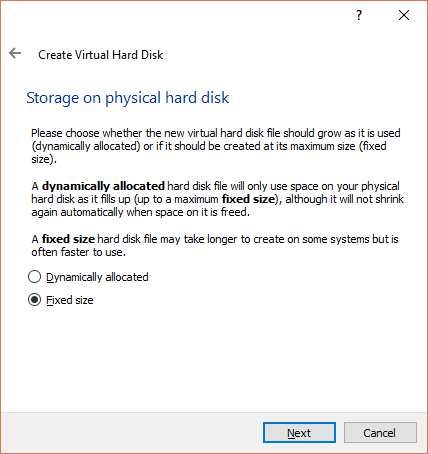 ?
Create Virtual Hard Disk
Storage on physical hard disk
Please choose whether the new virtual hard disk file should grow as it is used
(dynamically allocated) or if it should be created at its maximum size (fixed
size).
A dynamically allocated hard disk file will only use space on your physical
hard disk as it fills up (up to a maximum fixed size), although it will not shrink
again automatically when space on it is freed.
A fixed size hard disk file may take longer to create on some systems but is
often faster to use.
Dynamically allocated
Fixed size
Next Cancel